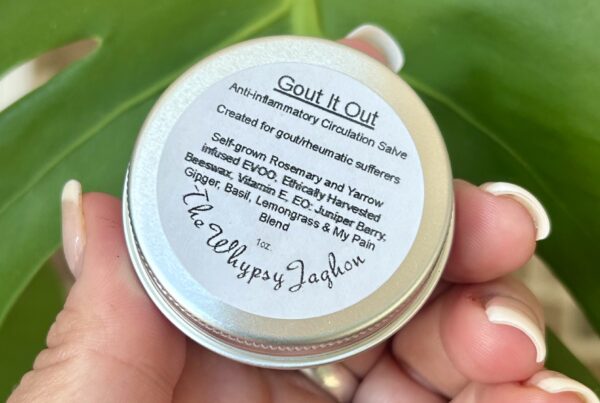 Gout It Out
Anti-inflammatory Circulation Salve
Created for gout/rheumatic sufferers
Self-grown Rosemary and Yarrow
infused EVOO. Ethically Harvested
Beeswax, Vitamin E, EO: Juniper Berry.
Ginger, Basil, Lemongrass & My Pain
Blend
1oz.
The Whypsy Jaghon